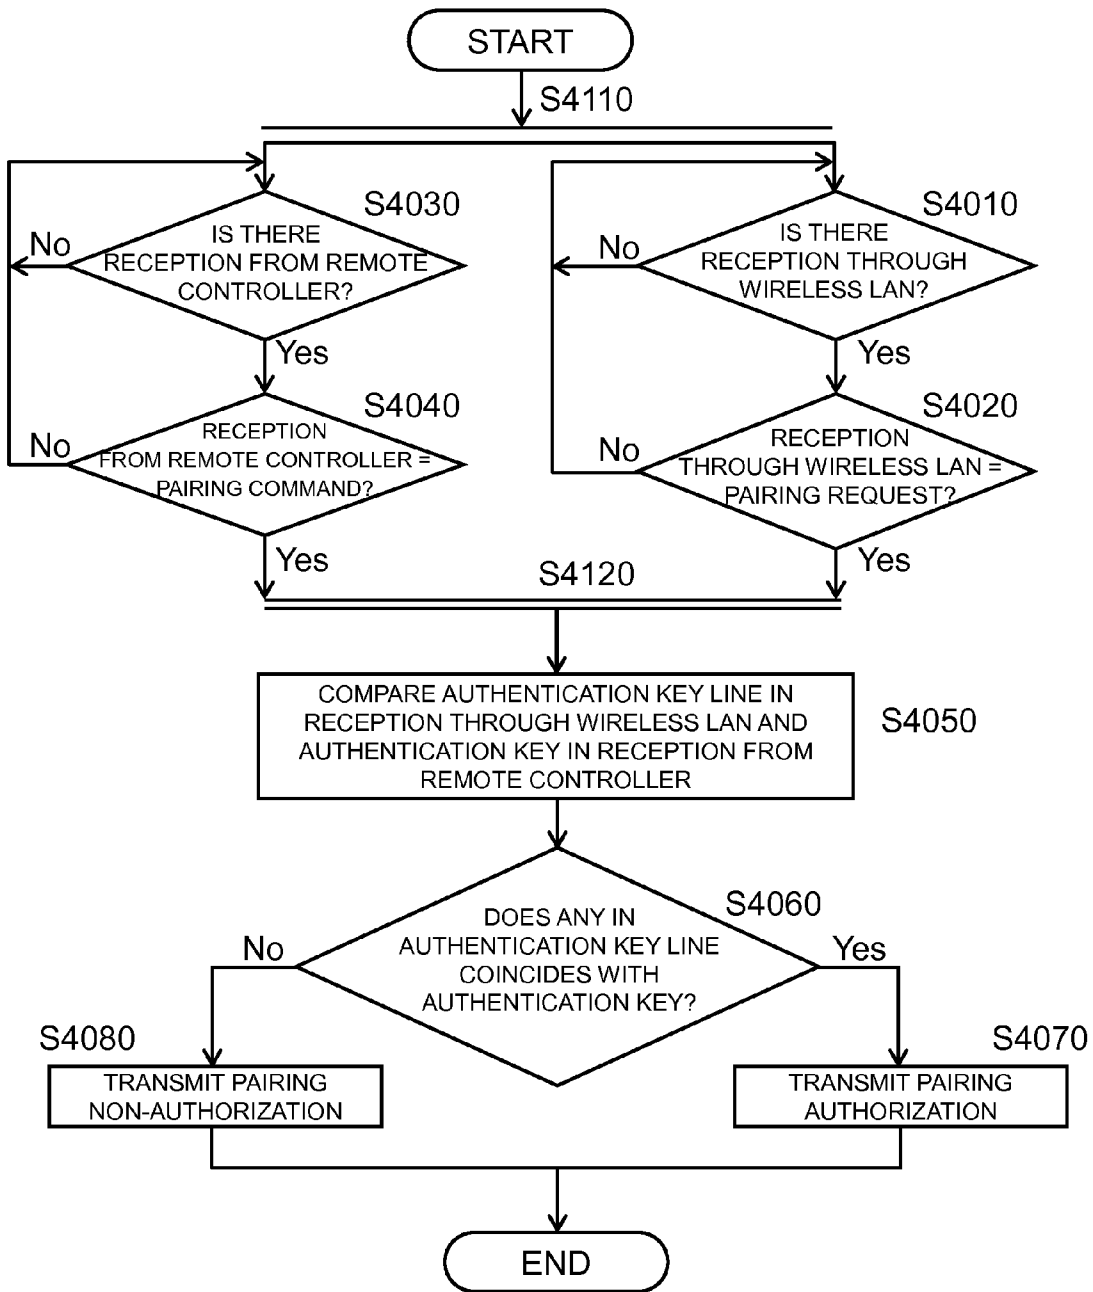 START
S4110
S4030
IS THERE
RECEPTION FROM REMOTE
CONTROLLER?
No
Yes
S4010
IS THERE
RECEPTION THROUGH
WIRELESS LAN?
No
Yes
S4040
RECEPTION
FROM REMOTE CONTROLLER =
PAIRING COMMAND?
No
Yes
S4020
RECEPTION
THROUGH WIRELESS LAN =
PAIRING REQUEST?
No
Yes
S4120
COMPARE AUTHENTICATION KEY LINE IN
RECEPTION THROUGH WIRELESS LAN AND
AUTHENTICATION KEY IN RECEPTION FROM
REMOTE CONTROLLER
S4050
S4060
DOES ANY IN
AUTHENTICATION KEY LINE
COINCIDES WITH
AUTHENTICATION KEY?
No
Yes
S4080
TRANSMIT PAIRING
NON-AUTHORIZATION
S4070
TRANSMIT PAIRING
AUTHORIZATION
END